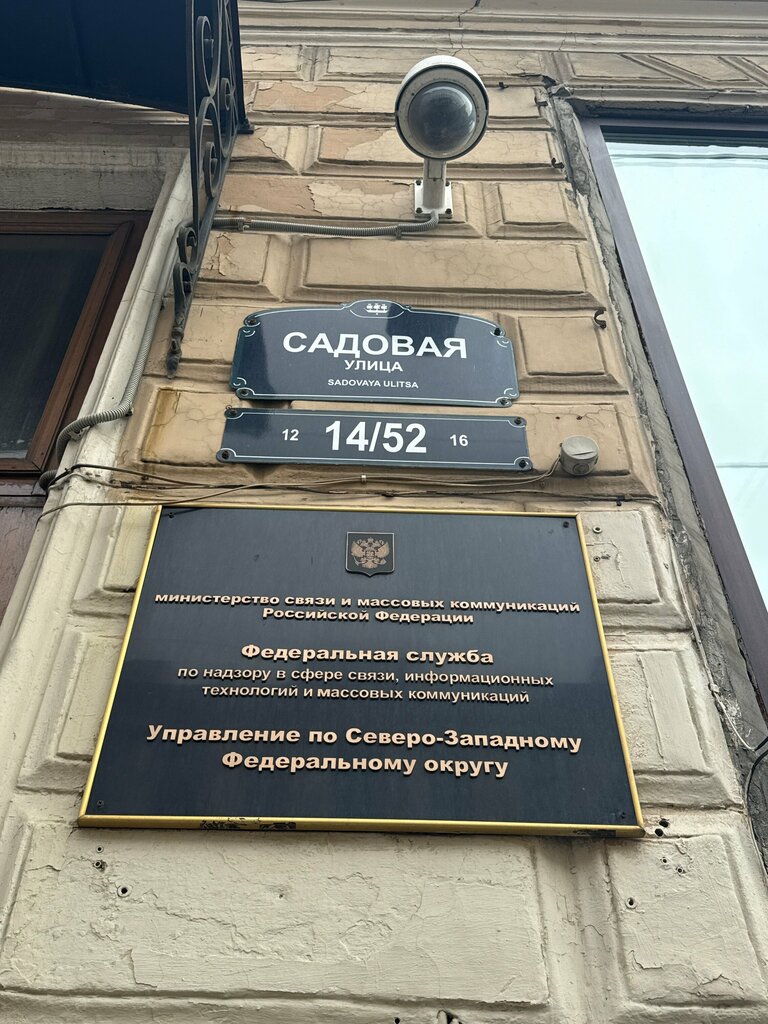 САДОВАЯ
УЛИЦА
SADOVAYA ULITSA
12 14/52 16
министерство связи и массовых коммуникаций
Российской Федерации
Федеральная служба
по надзору в сфере связи, информационных
технологий и массовых коммуникаций
Управление по Северо-Западному
Федеральному округу